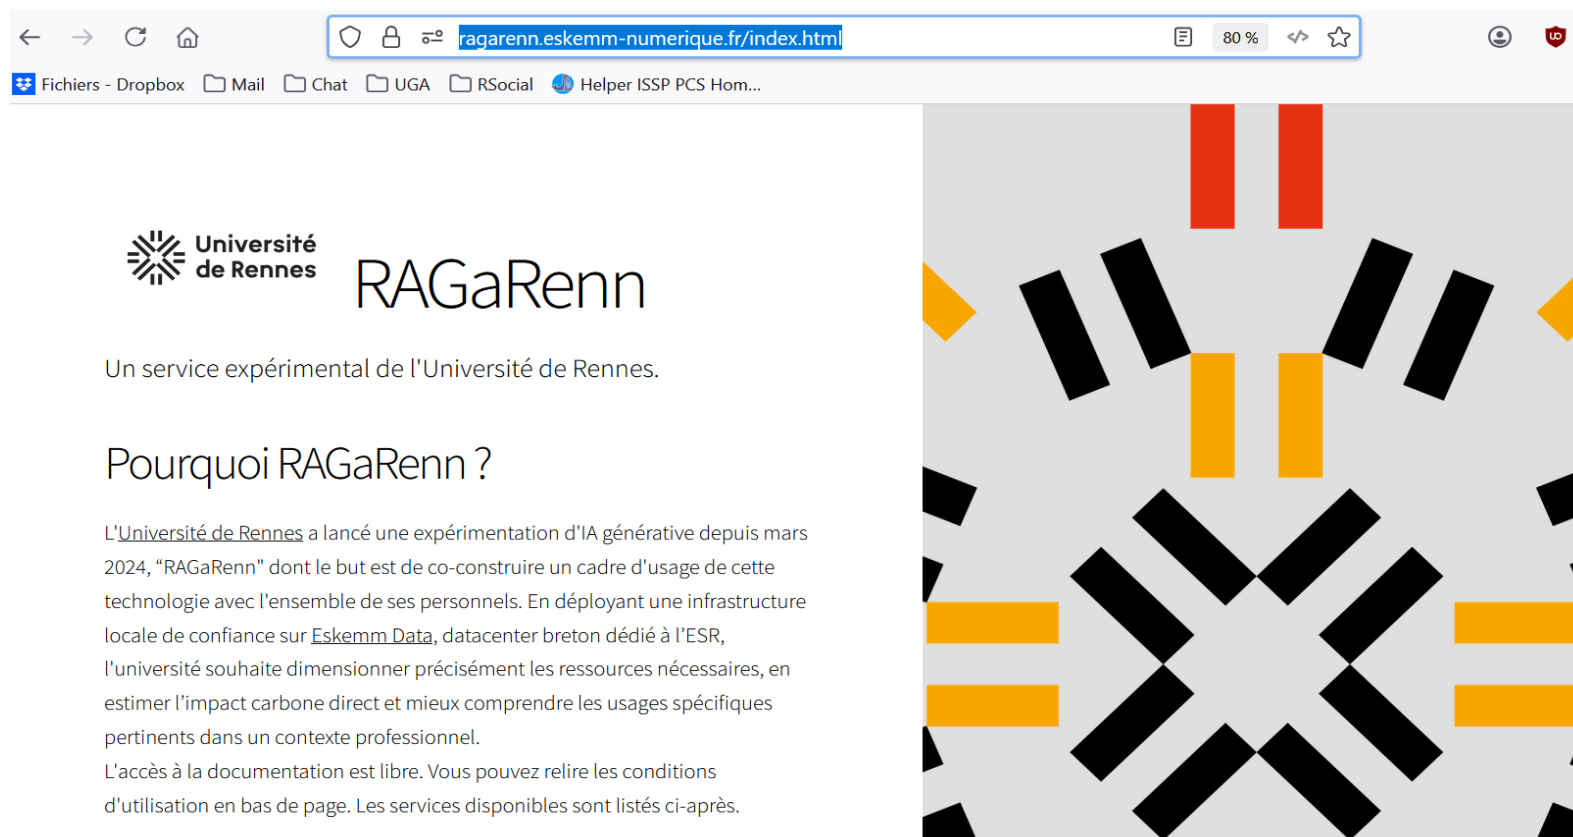 ragarenn.eskemm-numerique.fr/index.html
80 %
Fichiers - Dropbox
Mail
Chat
UGA
RSocial
Helper ISSP PCS Hom...
Université
de Rennes
RAGaRenn
Un service expérimental de l'Université de Rennes.
Pourquoi RAGaRenn ?
L'Université de Rennes a lancé une expérimentation d'IA générative depuis mars
2024, “RAGaRenn" dont le but est de co-construire un cadre d'usage de cette
technologie avec l'ensemble de ses personnels. En déployant une infrastructure
locale de confiance sur Eskemm Data, datacenter breton dédié à l’ESR,
l'université souhaite dimensionner précisément les ressources nécessaires, en
estimer l’impact carbone direct et mieux comprendre les usages spécifiques
pertinents dans un contexte professionnel.
L'accès à la documentation est libre. Vous pouvez relire les conditions
d'utilisation en bas de page. Les services disponibles sont listés ci-après.